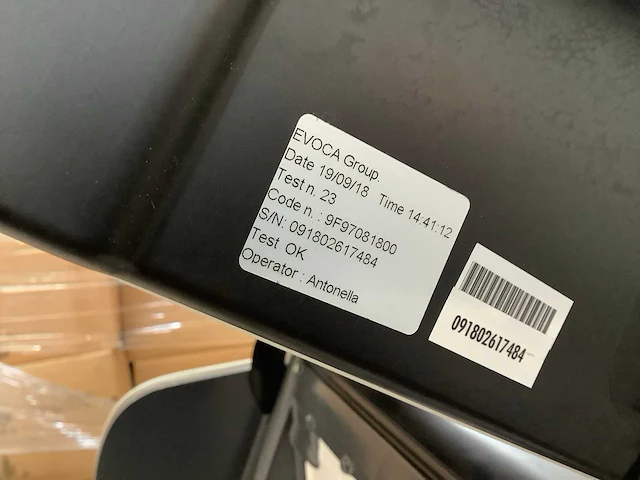 EVOCA Group
Date 19/09/18 Time 14:41:12
Test n. 23
Code n. : 9F97081800
S/N: 091802617484
Test OK
Operator : Antonella
091802617484